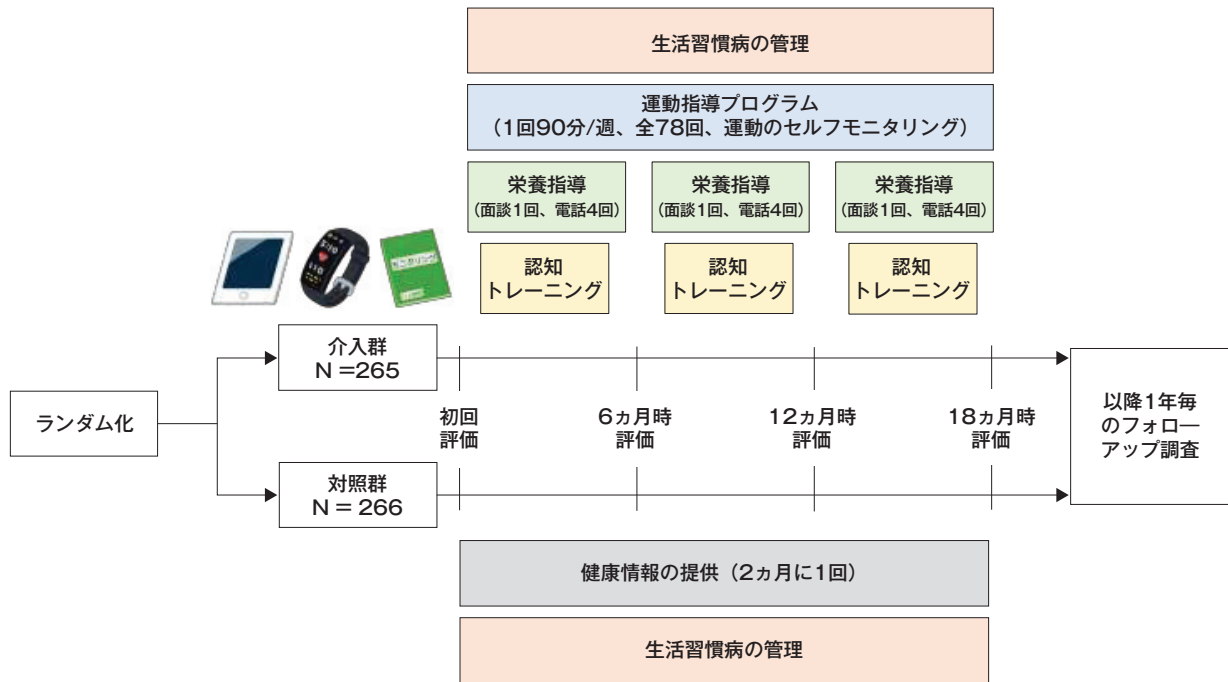 生活習慣病の管理
運動指導プログラム
(1回90分/週、全78回、運動のセルフモニタリング)
栄養指導
(面談1回、電話4回)
栄養指導
(面談1回、電話4回)
栄養指導
(面談1回、電話4回)
認知
トレーニング
認知
トレーニング
認知
トレーニング
介入群
N =265
ランダム化
初回
評価
6ヵ月時
評価
12ヵ月時
評価
18ヵ月時
評価
以降1年毎
のフォロー
アップ調査
対照群
N = 266
健康情報の提供(2ヵ月に1回)
生活習慣病の管理